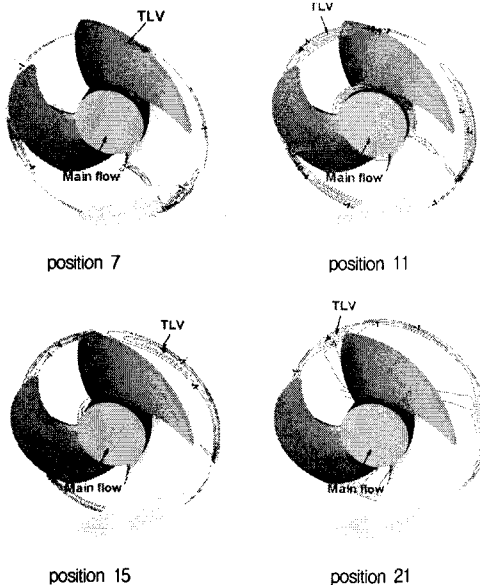 TLV
TLV
Main flow
Main flow
position 7
position 11
TLV
TLV
Main flow
Main flow
position 15
position 21